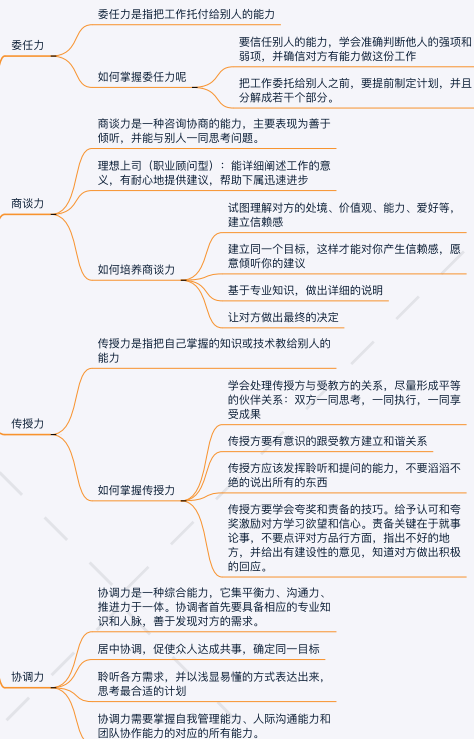 委任力
委任力是指把工作托付给别人的能力
如何掌握委任力呢
要信任别人的能力，学会准确判断他人的强项和
弱项，并确信对方有能力做这份工作
把工作委托给别人之前，要提前制定计划，并且
分解成若干个部分。
商谈力
商谈力是一种咨询协商的能力，主要表现为善于
倾听，并能与别人一同思考问题。
理想上司（职业顾问型）：能详细阐述工作的意
义，有耐心地提供建议，帮助下属迅速进步
如何培养商谈力
试图理解对方的处境、价值观、能力、爱好等，
建立信赖感
建立同一个目标，这样才能对你产生信赖感，愿
意倾听你的建议
基于专业知识，做出详细的说明
让对方做出最终的决定
传授力
传授力是指把自己掌握的知识或技术教给别人的
能力
如何掌握传授力
学会处理传授方与受教方的关系，尽量形成平等
的伙伴关系：双方一同思考，一同执行，一同享
受成果
传授方要有意识的跟受教方建立和谐关系
传授方应该发挥聆听和提问的能力，不要滔滔不
绝的说出所有的东西
传授方要学会夸奖和责备的技巧。给予认可和夸
奖激励对方学习欲望和信心。责备关键在于就事
论事，不要点评对方品行方面，指出不好的地
方，并给出有建设性的意见，知道对方做出积极
的回应。
协调力
协调力是一种综合能力，它集平衡力、沟通力、
推进力于一体。协调者首先要具备相应的专业知
识和人脉，善于发现对方的需求。
居中协调，促使众人达成共事，确定同一目标
聆听各方需求，并以浅显易懂的方式表达出来，
思考最合适的计划
协调力需要掌握自我管理能力、人际沟通能力和
团队协作能力的对应的所有能力。